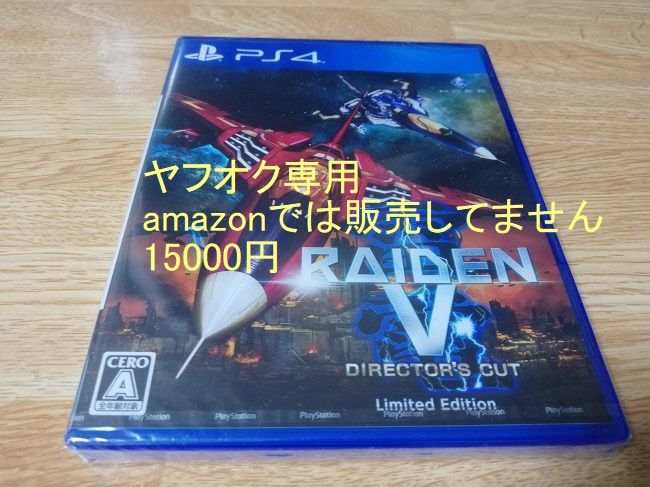 PS4
MOSS
ヤフオク専用
amazonでは販売してません
15000円
RAIDEN
V
DIRECTOR'S CUT
Limited Edition
CERO
A
全年齢対象
PlayStation PlayStation PlayStation PlayStation PlayStation